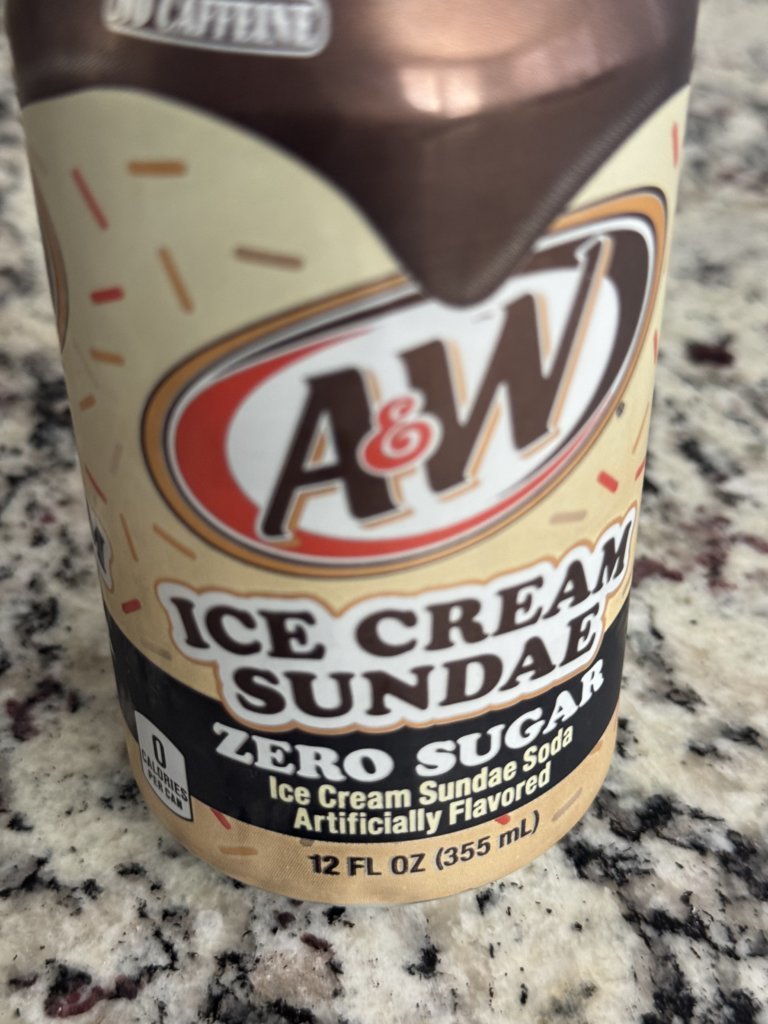 CAFFEINE
A&W
ICE CREAM
SUNDAE
ZERO SUGAR
Ice Cream Sundae Soda
Artificially Flavored
0
CALORIES
PER CAN
12 FL OZ (355 mL)